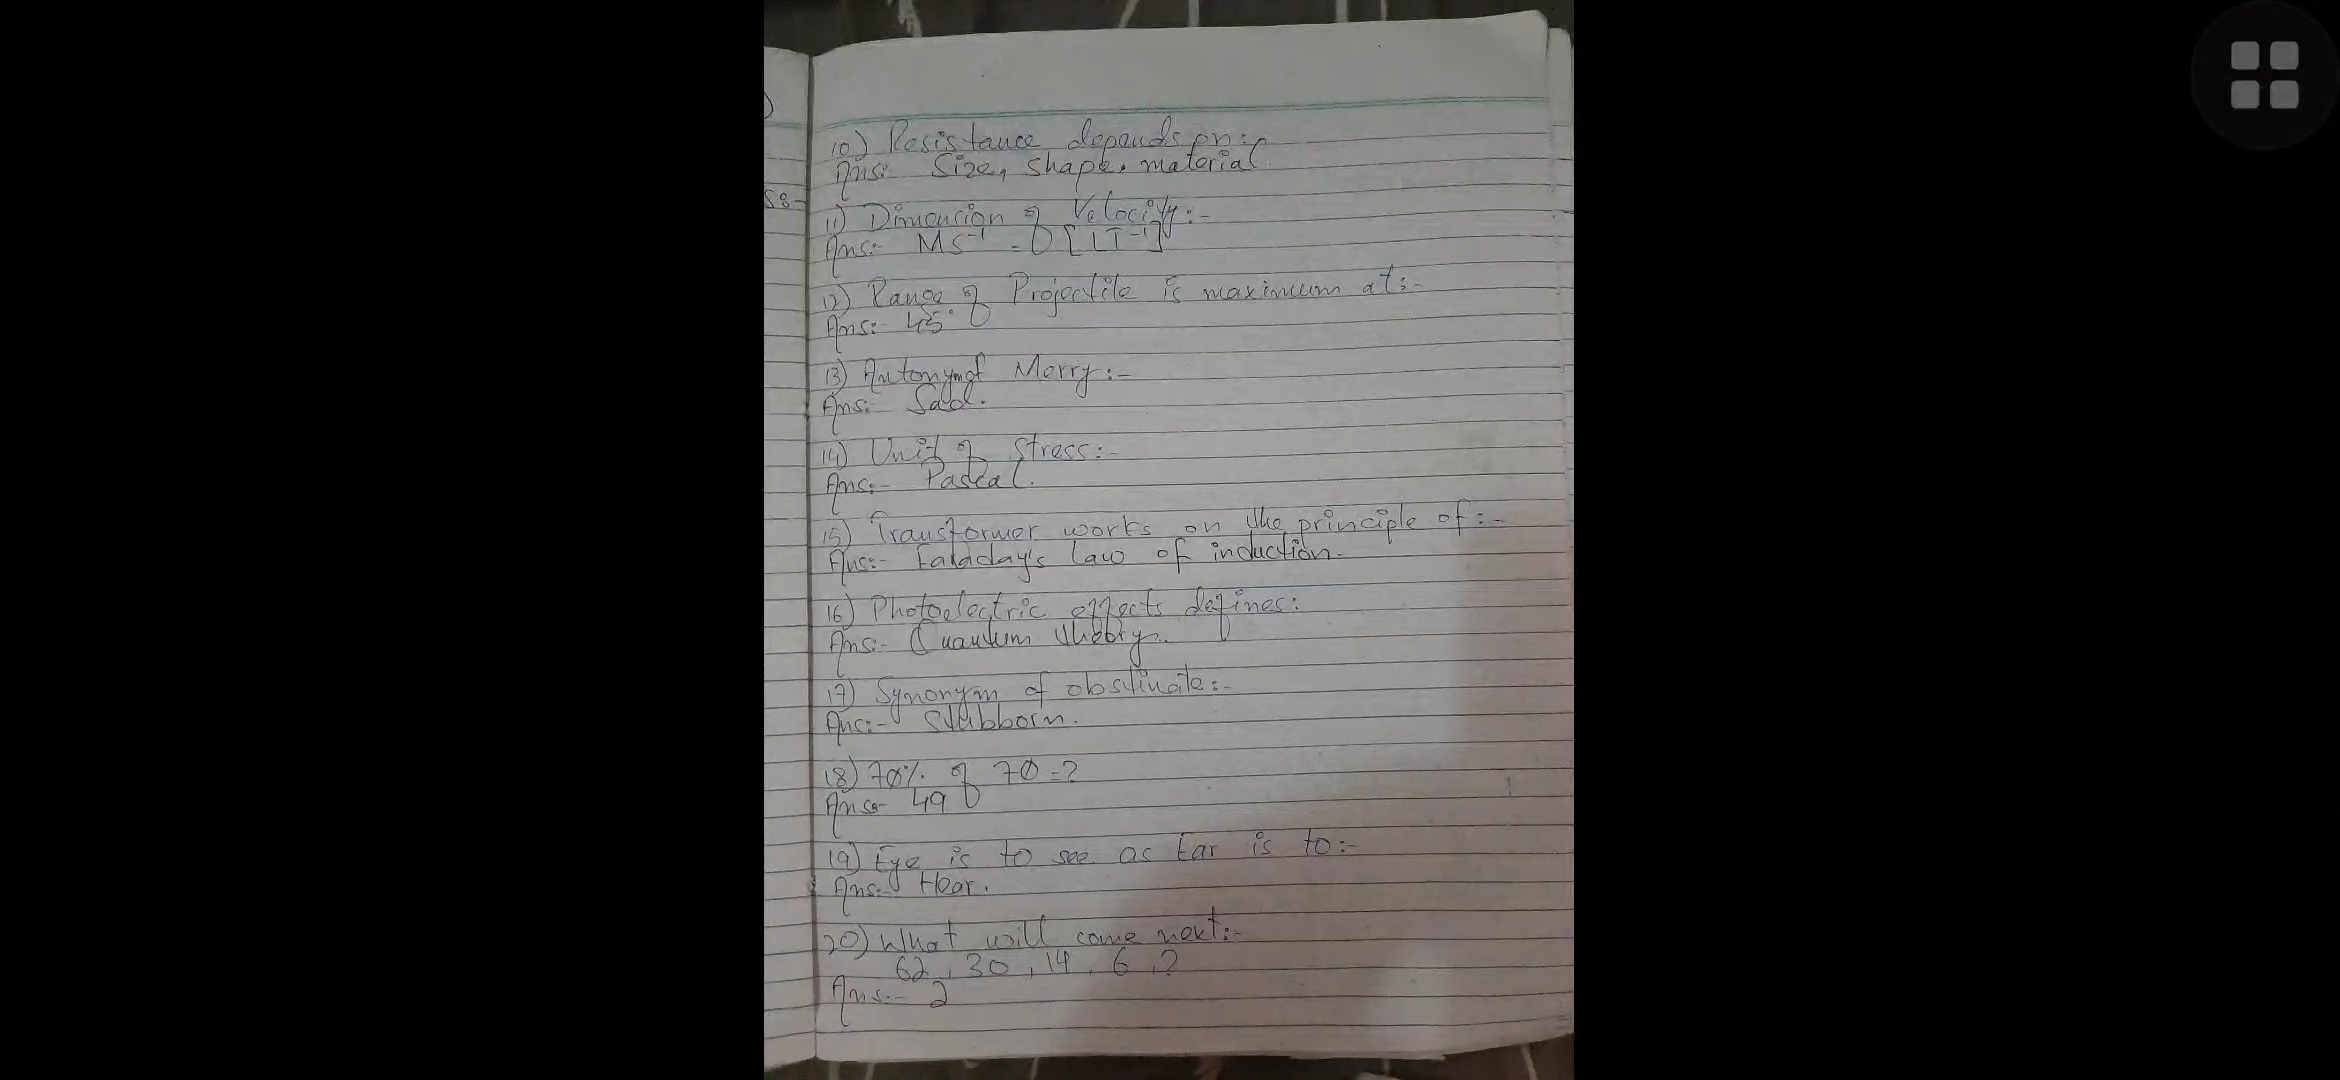 )
S:-
10) Resistance depends on:-
Ans: Size, shape, material.
11) Dimension of Velocity:-
Ans:- MS⁻¹ = [LT⁻¹]
12) Range of Projectile is maximum at:-
Ans:- 45°
13) Antonym of Merry:-
Ans:- Sad.
14) Unit of Stress:-
Ans:- Pascal.
15) Transformer works on the principle of:-
Ans:- Faraday's law of induction.
16) Photoelectric effects defines:
Ans:- Quantum theory.
17) Synonym of obstinate:-
Ans:- Stubborn.
18) 70% of 70 = ?
Ans:- 49
19) Eye is to see as Ear is to:-
Ans:- Hear.
20) What will come next:-
62, 30, 14, 6, ?
Ans:- 2